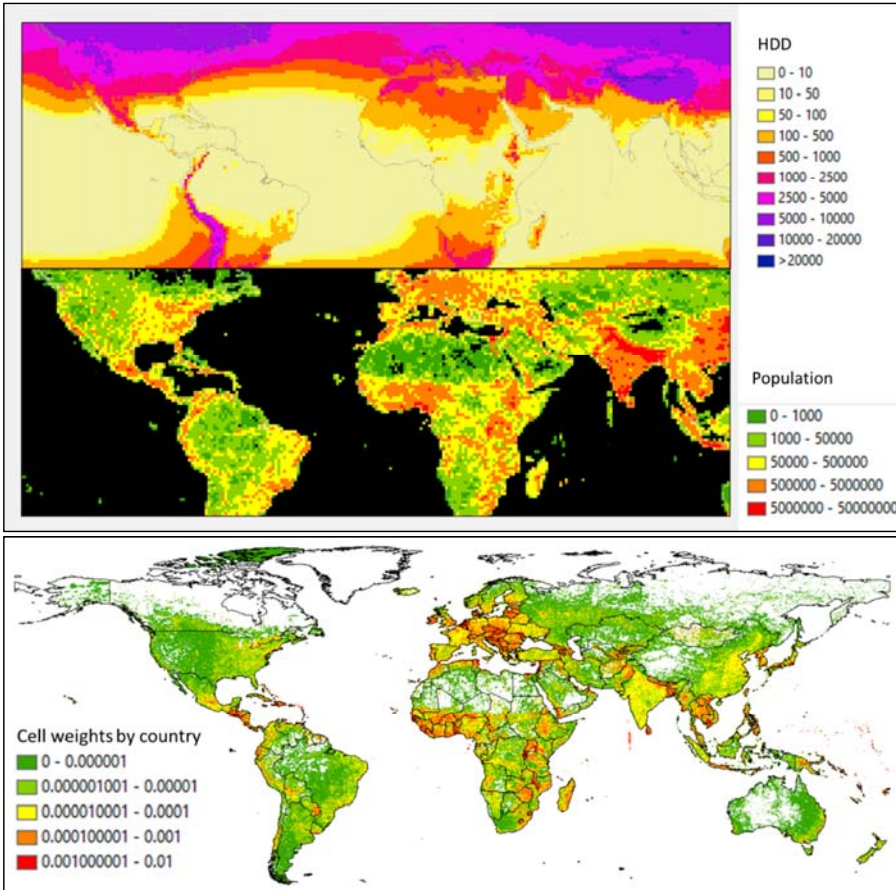 HDD
0 - 10
10 - 50
50 - 100
100 - 500
500 - 1000
1000 - 2500
2500 - 5000
5000 - 10000
10000 - 20000
>20000
Population
0 - 1000
1000 - 50000
50000 - 500000
500000 - 5000000
5000000 - 50000000
Cell weights by country
0 - 0.000001
0.000001001 - 0.00001
0.000010001 - 0.0001
0.000100001 - 0.001
0.001000001 - 0.01